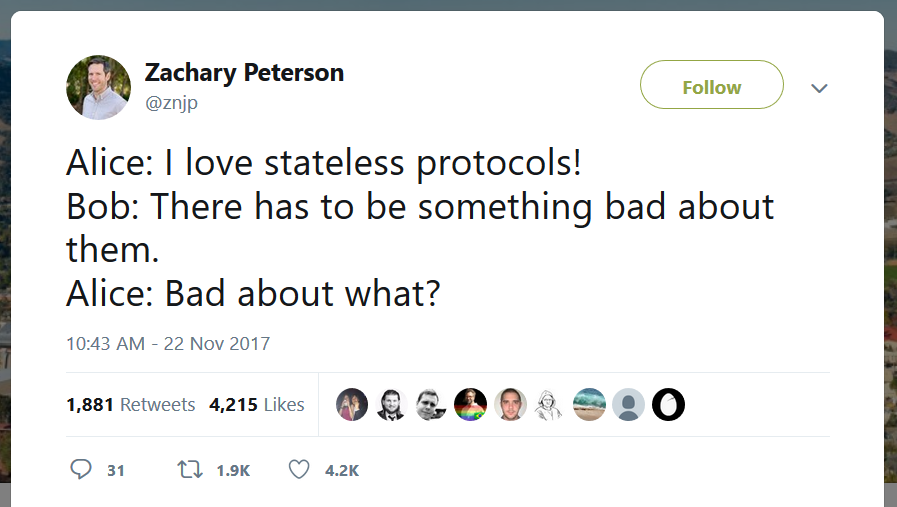 Zachary Peterson
@znjp
Follow
Alice: I love stateless protocols!
Bob: There has to be something bad about
them.
Alice: Bad about what?
10:43 AM - 22 Nov 2017
1,881 Retweets 4,215 Likes
31 1.9K 4.2K